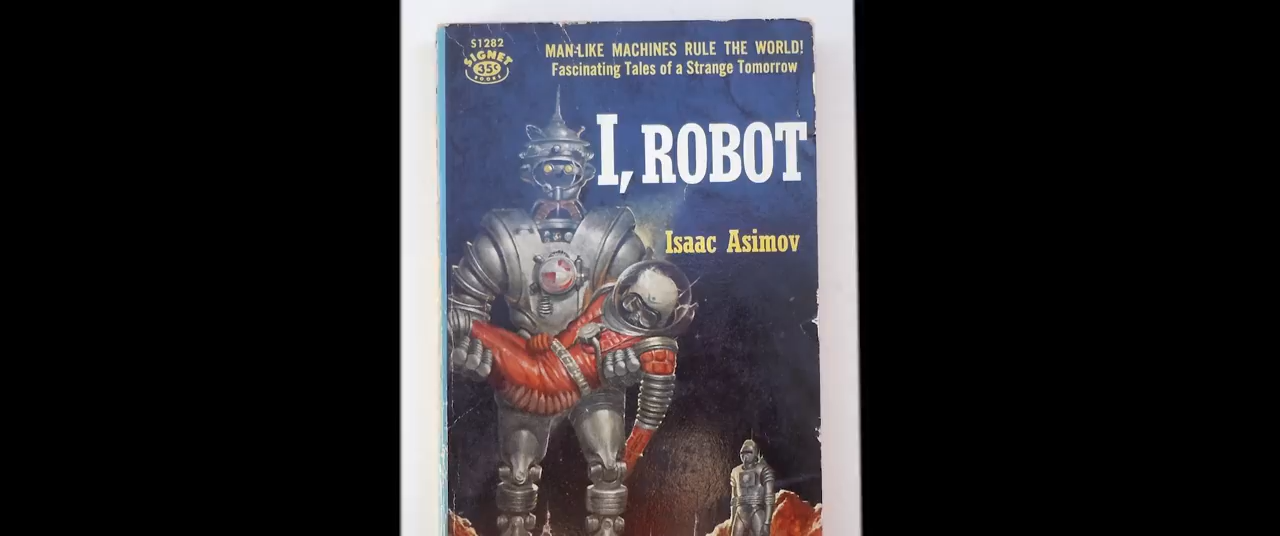 S1282
SIGNET
35¢
BOOKS
MAN-LIKE MACHINES RULE THE WORLD!
Fascinating Tales of a Strange Tomorrow
I, ROBOT
Isaac Asimov